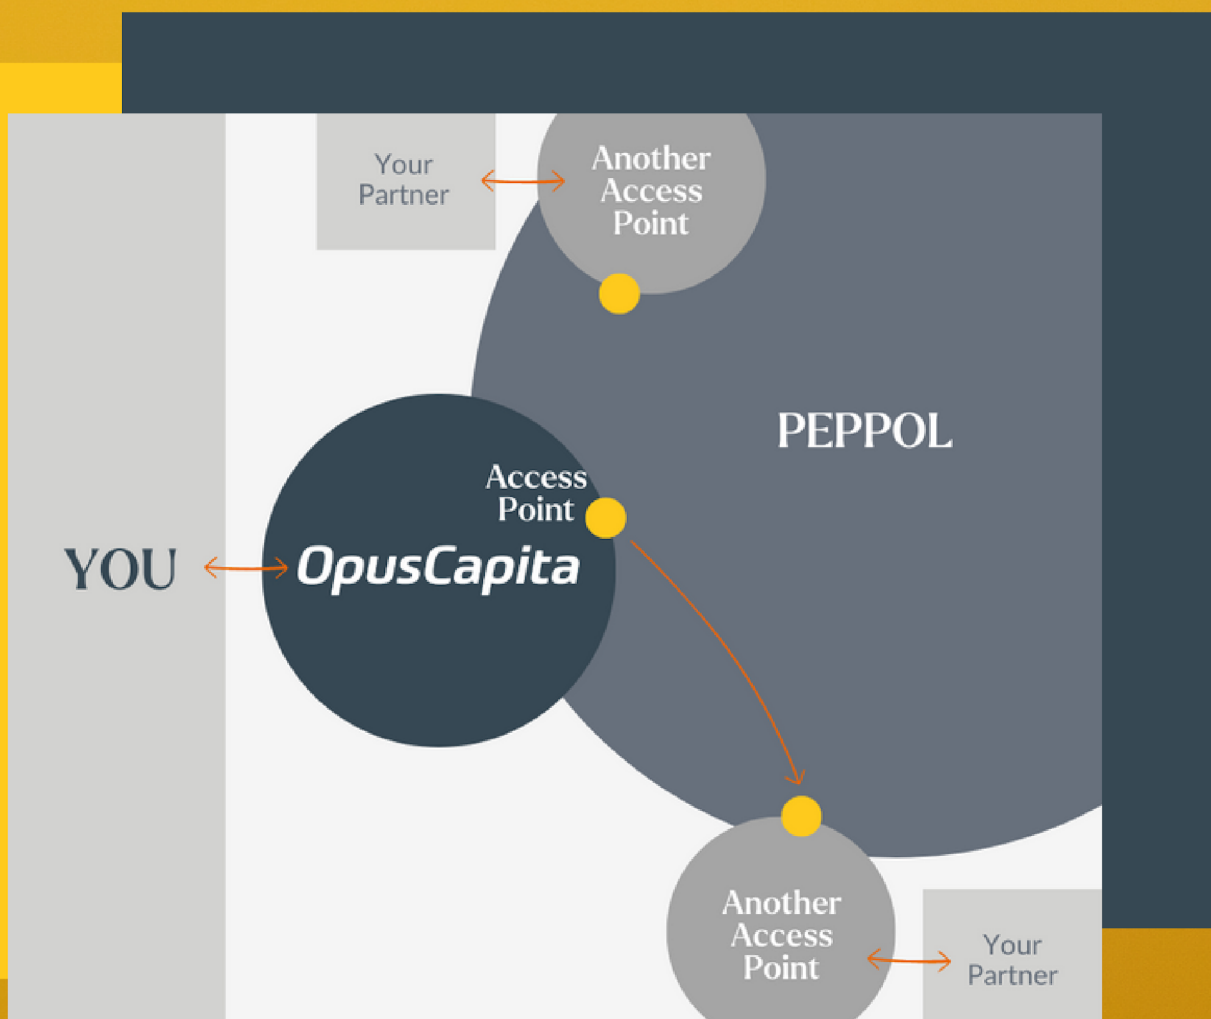 Your
Partner
Another
Access
Point
PEPPOL
Access
Point
YOU
OpusCapita
Another
Access
Point
Your
Partner